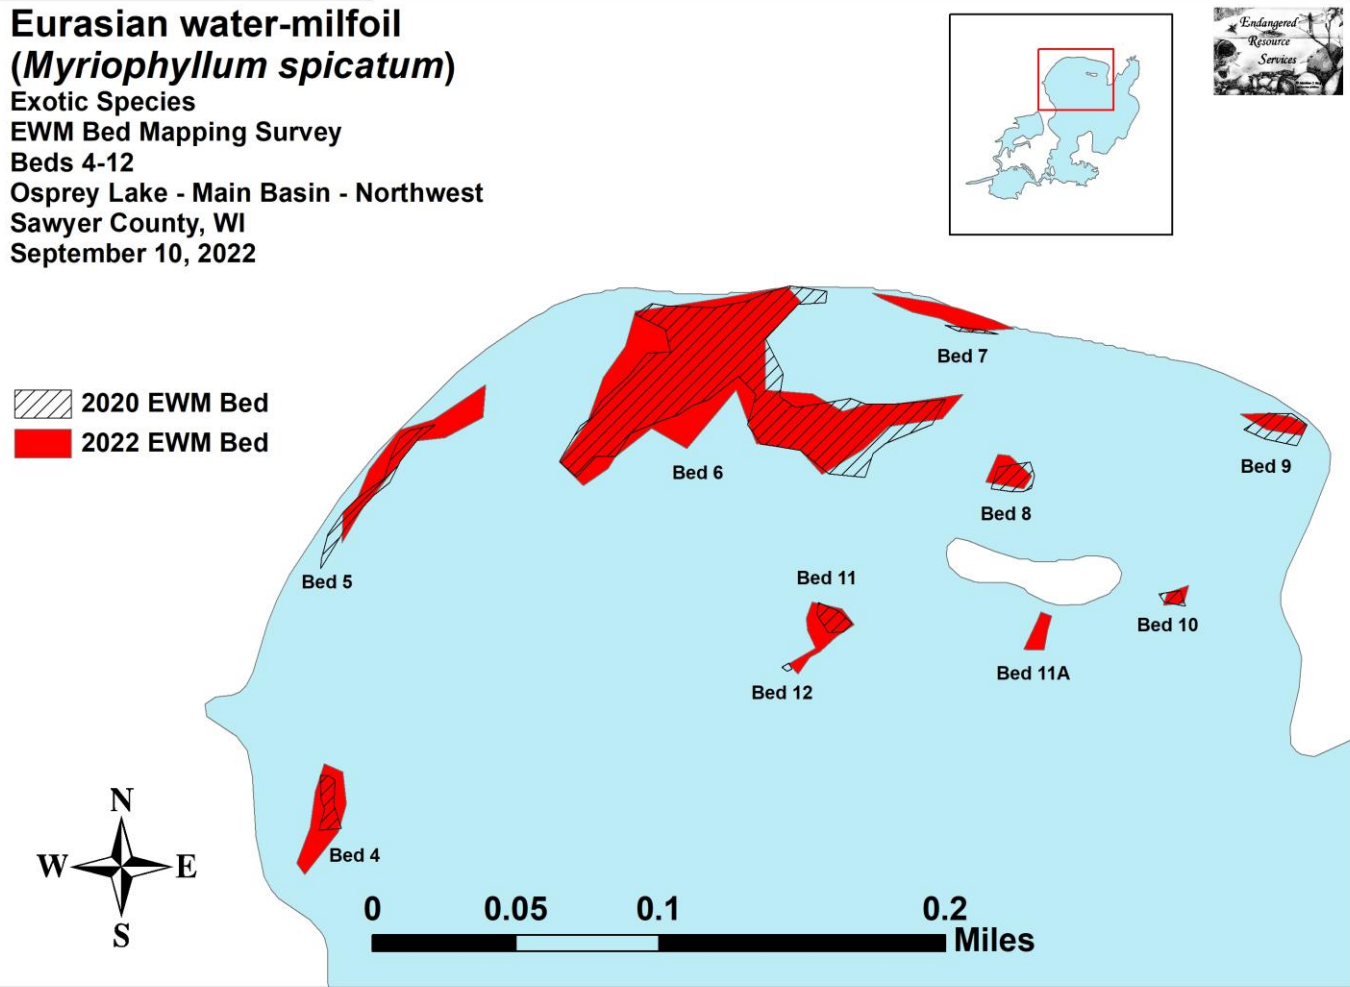 Eurasian water-milfoil
(Myriophyllum spicatum)
Exotic Species
EWM Bed Mapping Survey
Beds 4-12
Osprey Lake - Main Basin - Northwest
Sawyer County, WI
September 10, 2022
Endangered
Resource
Services
2020 EWM Bed
2022 EWM Bed
Bed 7
Bed 6
Bed 9
Bed 8
Bed 5
Bed 11
Bed 10
Bed 11A
Bed 12
Bed 4
N
W E
S
0 0.05 0.1 0.2
Miles